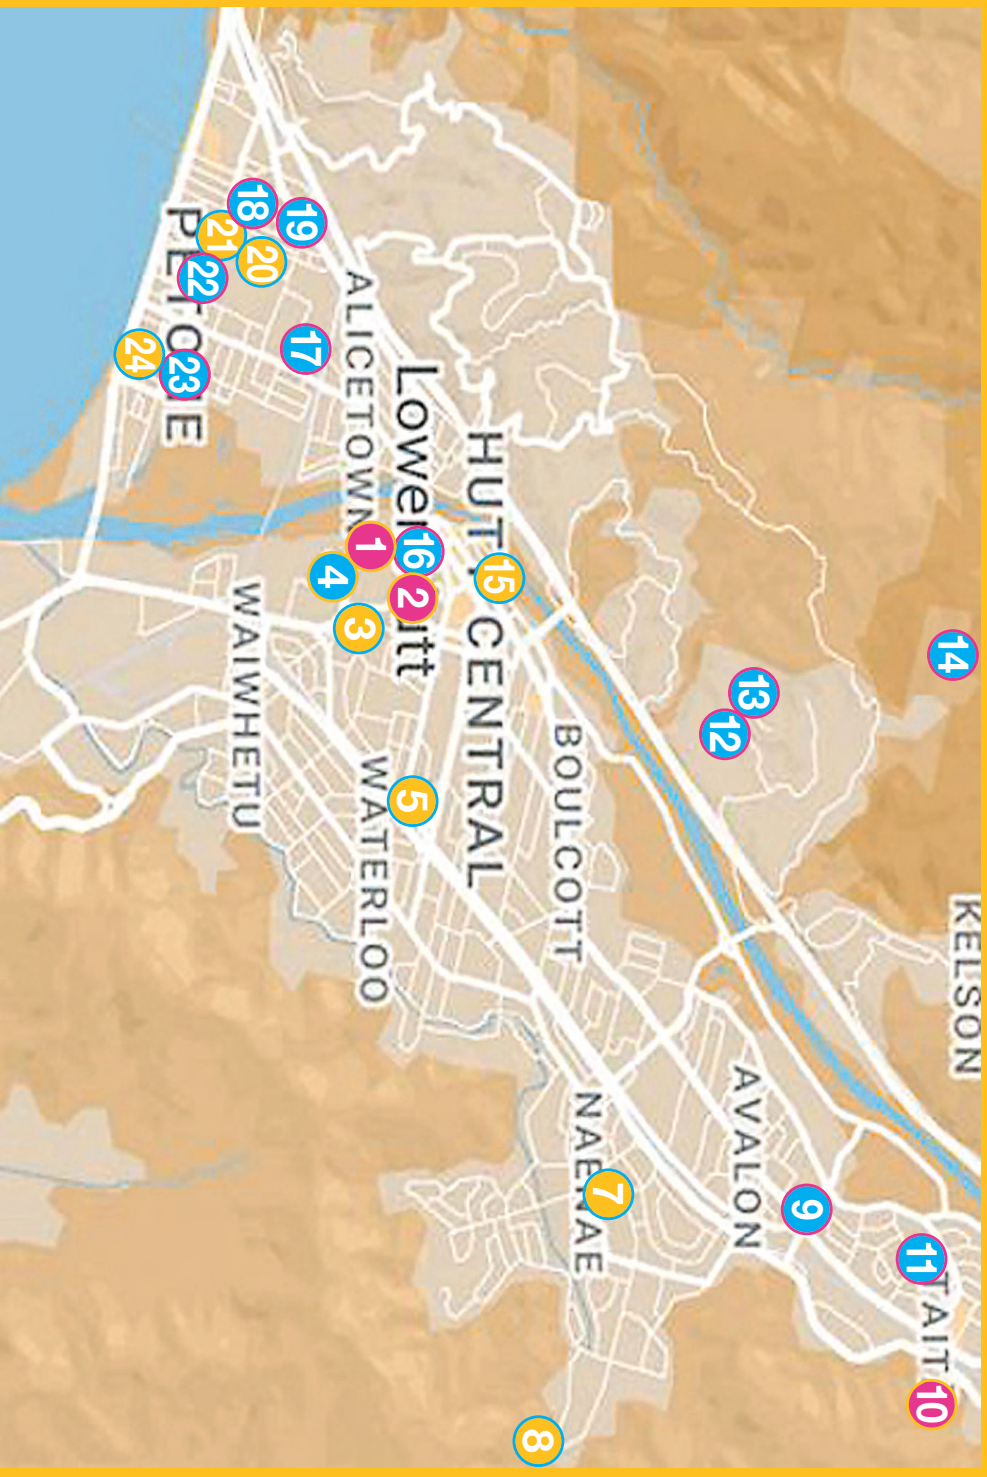 KELSON
14
13
12
TAIT
11
10
9
AVALON
NAENAE
7
8
BOULCOTT
HUTT CENTRAL
15
Lower Hutt
16
2
5
ALICETOWN
1
WATERLOO
3
4
17
19
20
18
WAIWHETU
21
22
PETONE
23
24